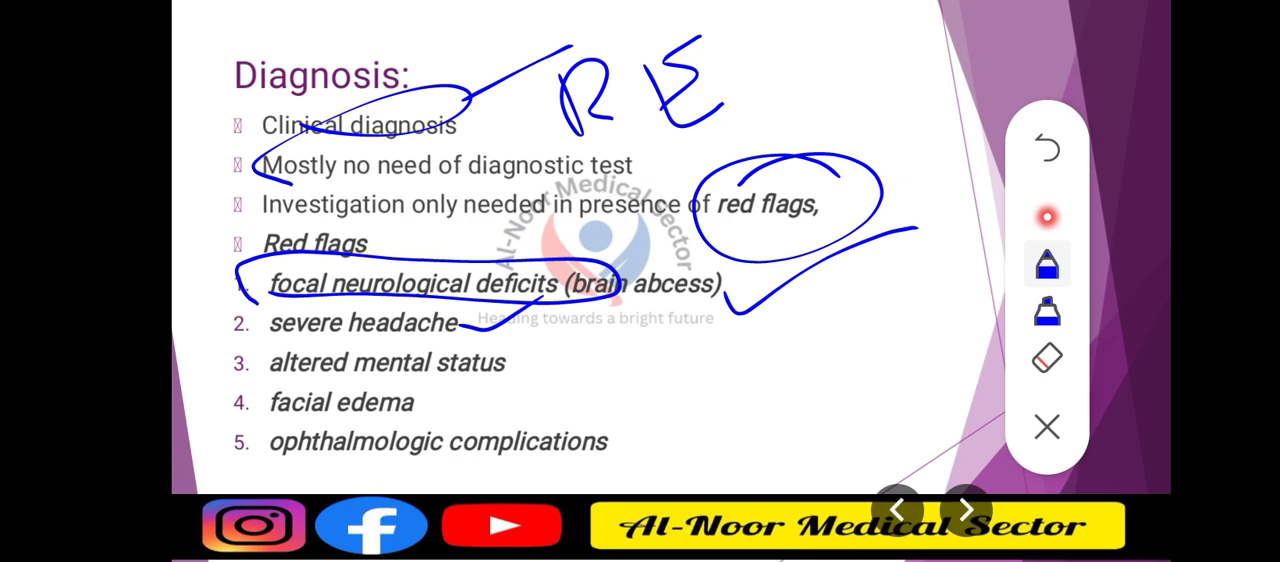 Diagnosis:
R E
Clinical diagnosis
Mostly no need of diagnostic test
Investigation only needed in presence of red flags,
Red flags
1. focal neurological deficits (brain abcess)
2. severe headache
3. altered mental status
4. facial edema
5. ophthalmologic complications
Al-Noor Medical Sector
Heading towards a bright future
Al-Noor Medical Sector